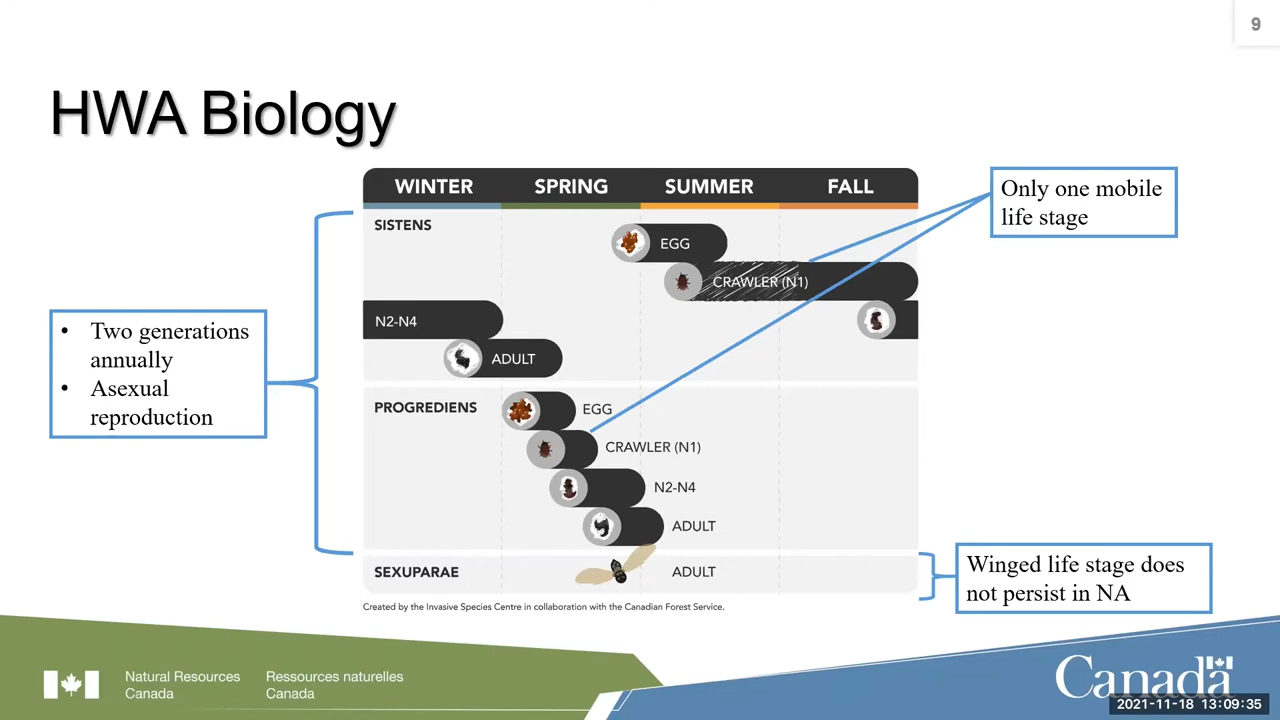 9
HWA Biology
WINTER SPRING SUMMER FALL
SISTENS
EGG
CRAWLER (N1)
N2-N4
ADULT
PROGREDIENS
EGG
CRAWLER (N1)
N2-N4
ADULT
SEXUPARAE
ADULT
Created by the Invasive Species Centre in collaboration with the Canadian Forest Service.
• Two generations
annually
• Asexual
reproduction
Only one mobile
life stage
Winged life stage does
not persist in NA
Natural Resources
Canada
Ressources naturelles
Canada
Canada
2021-11-18 13:09:35